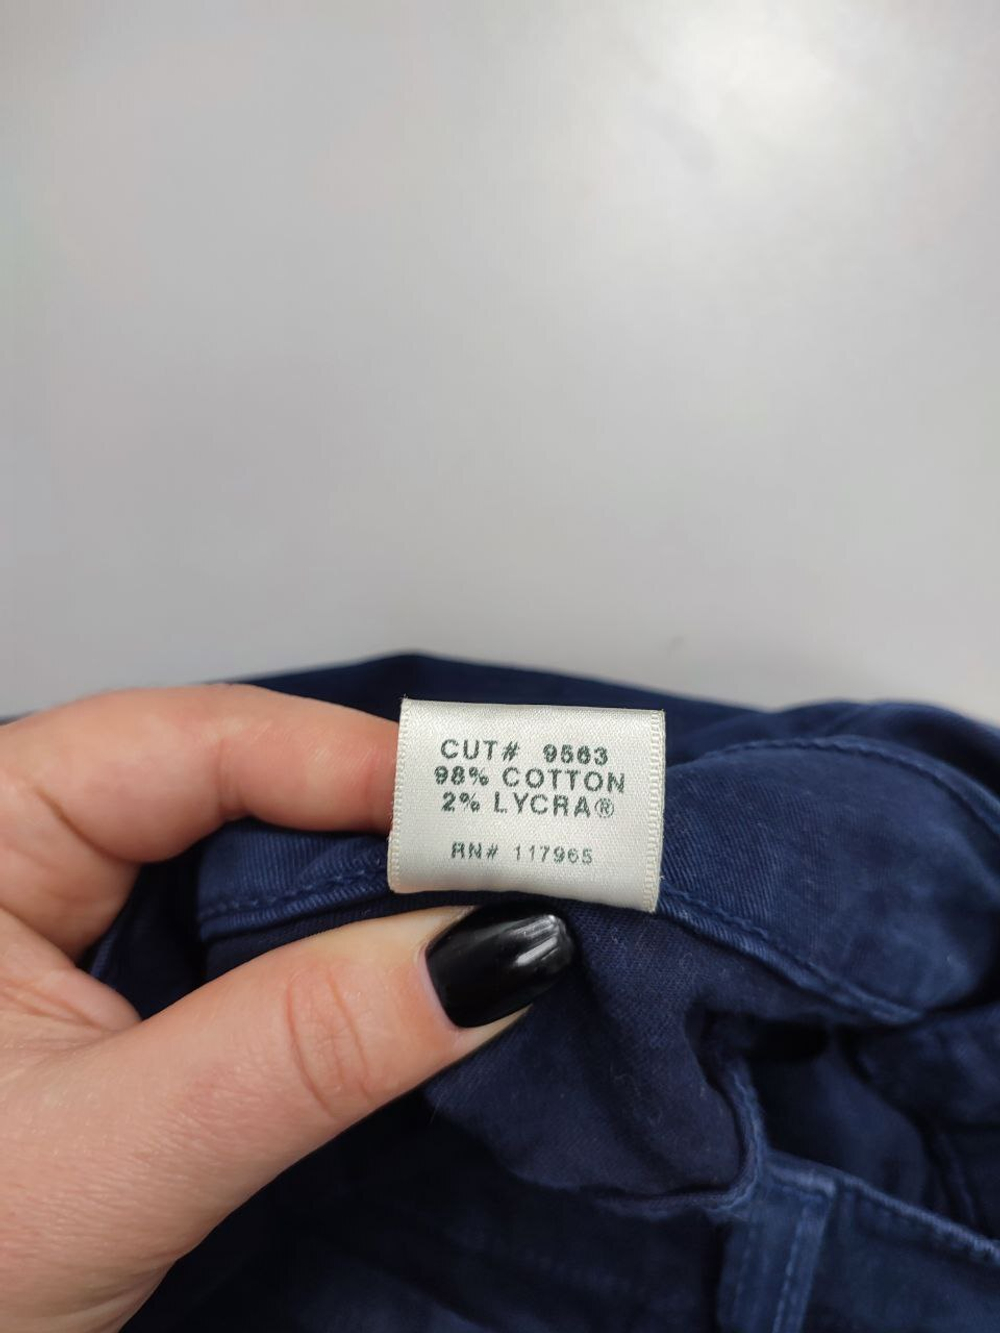 CUT# 9563
98% COTTON
2% LYCRA®
RN# 117965